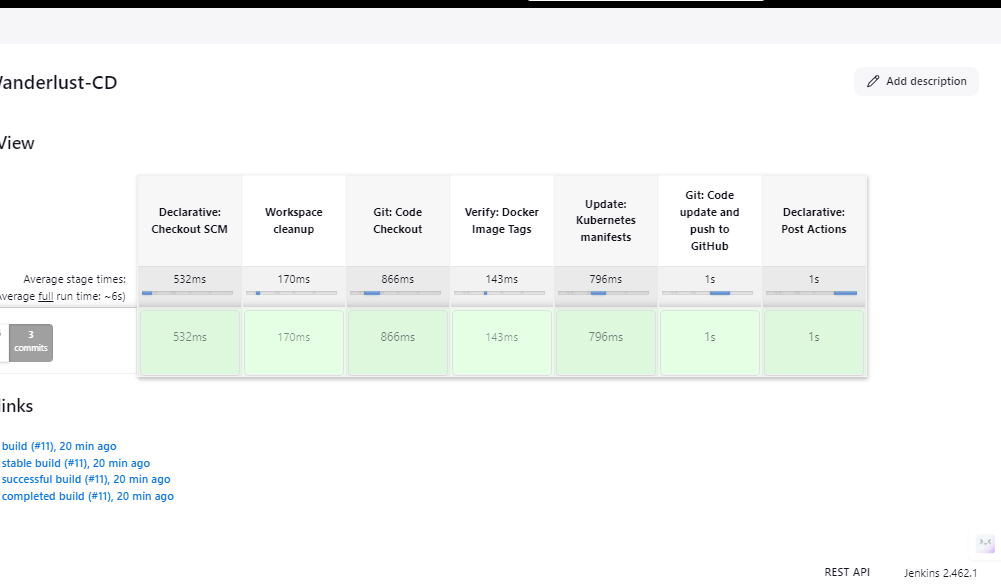 anderlust-CD
Add description
View
Declarative:
Checkout SCM
Workspace
cleanup
Git: Code
Checkout
Verify: Docker
Image Tags
Update:
Kubernetes
manifests
Git: Code
update and
push to
GitHub
Declarative:
Post Actions
Average stage times:
532ms 170ms 866ms 143ms 796ms 1s 1s
verage full run time: ~6s)
3
commits
532ms 170ms 866ms 143ms 796ms 1s 1s
links
build (#11), 20 min ago
stable build (#11), 20 min ago
successful build (#11), 20 min ago
completed build (#11), 20 min ago
REST API Jenkins 2.462.1